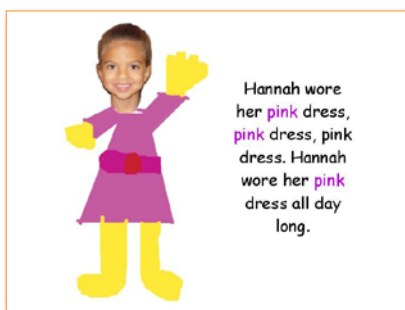 Hannah wore
her pink dress,
pink dress, pink
dress. Hannah
wore her pink
dress all day
long.